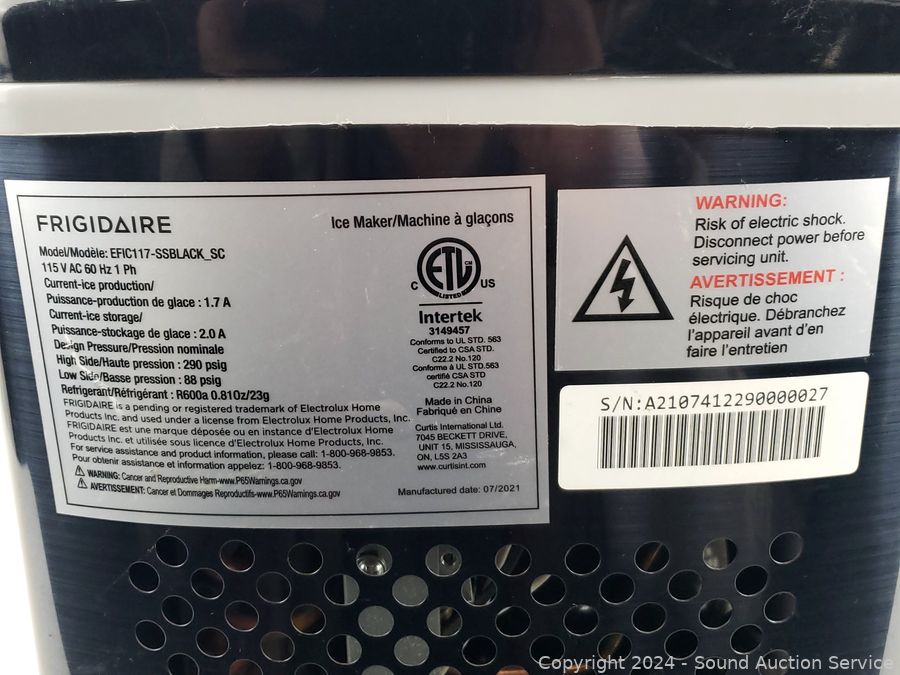 FRIGIDAIRE
Ice Maker/Machine à glaçons
Model/Modèle: EFIC117-SSBLACK_SC
115 V AC 60 Hz 1 Ph
Current-ice production/
Puissance-production de glace : 1.7 A
Current-ice storage/
Puissance-stockage de glace : 2.0 A
Design Pressure/Pression nominale
High Side/Haute pression : 290 psig
Low Side/Basse pression : 88 psig
Refrigerant/Réfrigérant : R600a 0.81Oz/23g
FRIGIDAIRE is a pending or registered trademark of Electrolux Home
Products Inc. and used under a license from Electrolux Home Products, Inc.
FRIGIDAIRE est une marque déposée ou en instance d'Electrolux Home
Products Inc. et utilisée sous licence d'Electrolux Home Products, Inc.
For service assistance and product information, please call: 1-800-968-9853.
Pour obtenir assistance et information appelez: 1-800-968-9853.
WARNING: Cancer and Reproductive Harm-www.P65Warnings.ca.gov
AVERTISSEMENT: Cancer et Dommages Reproductifs-www.P65Warnings.ca.gov
C ETL CM US
LISTED
Intertek
3149457
Conforms to UL STD. 563
Certified to CSA STD.
C22.2 No.120
Conforme à UL STD.563
certifié CSA STD
C22.2 No.120
Made in China
Fabriqué en Chine
Curtis International Ltd.
7045 BECKETT DRIVE,
UNIT 15, MISSISSAUGA,
ON, L5S 2A3
www.curtisint.com
Manufactured date: 07/2021
WARNING:
Risk of electric shock.
Disconnect power before
servicing unit.
AVERTISSEMENT :
Risque de choc
électrique. Débranchez
l'appareil avant d'en
faire l'entretien
S/N:A2107412290000027
Copyright 2024 - Sound Auction Service